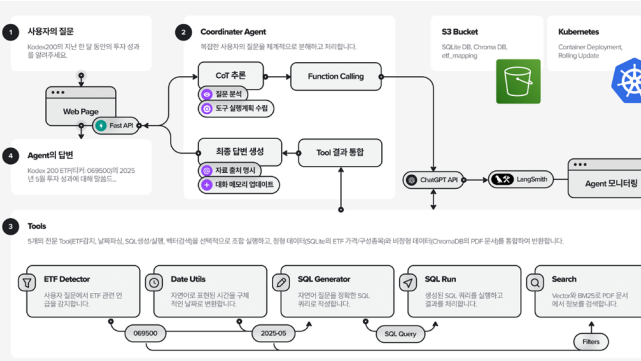 1
사용자의 질문
Kodex200의 지난 한 달 동안의 투자 성과
를 알려주세요.
Web Page
Fast API
4
Agent의 답변
Kodex 200 ETF(티커: 069500)의 2025
년 5월 투자 성과에 대해 말씀드...
2
Coordinater Agent
복잡한 사용자의 질문을 체계적으로 분해하고 처리합니다.
CoT 추론
질문 분석
도구 실행계획 수립
Function Calling
최종 답변 생성
자료 출처 명시
대화 메모리 업데이트
Tool 결과 통합
S3 Bucket
SQLite DB, Chroma DB,
etf_mapping
Kubernetes
Container Deployment,
Rolling Update
ChatGPT API
LangSmith
Agent 모니터링
3
Tools
5개의 전문 Tool(ETF감지, 날짜파싱, SQL생성/실행, 벡터검색)을 선택적으로 조합 실행하고, 정형 데이터(SQLite의 ETF 가격/구성종목)와 비정형 데이터(ChromaDB의 PDF 문서)를 통합하여 반환합니다.
ETF Detector
사용자 질문에서 ETF 관련 언
급을 감지합니다.
Date Utils
자연어로 표현된 시간을 구체
적인 날짜로 변환합니다.
SQL Generator
자연어 질문을 정확한 SQL
쿼리로 작성합니다.
SQL Run
생성된 SQL 쿼리를 실행하고
결과를 처리합니다.
Search
Vector와 BM25로 PDF 문서
에서 정보를 검색합니다.
069500
2025-05
SQL Query
Filters